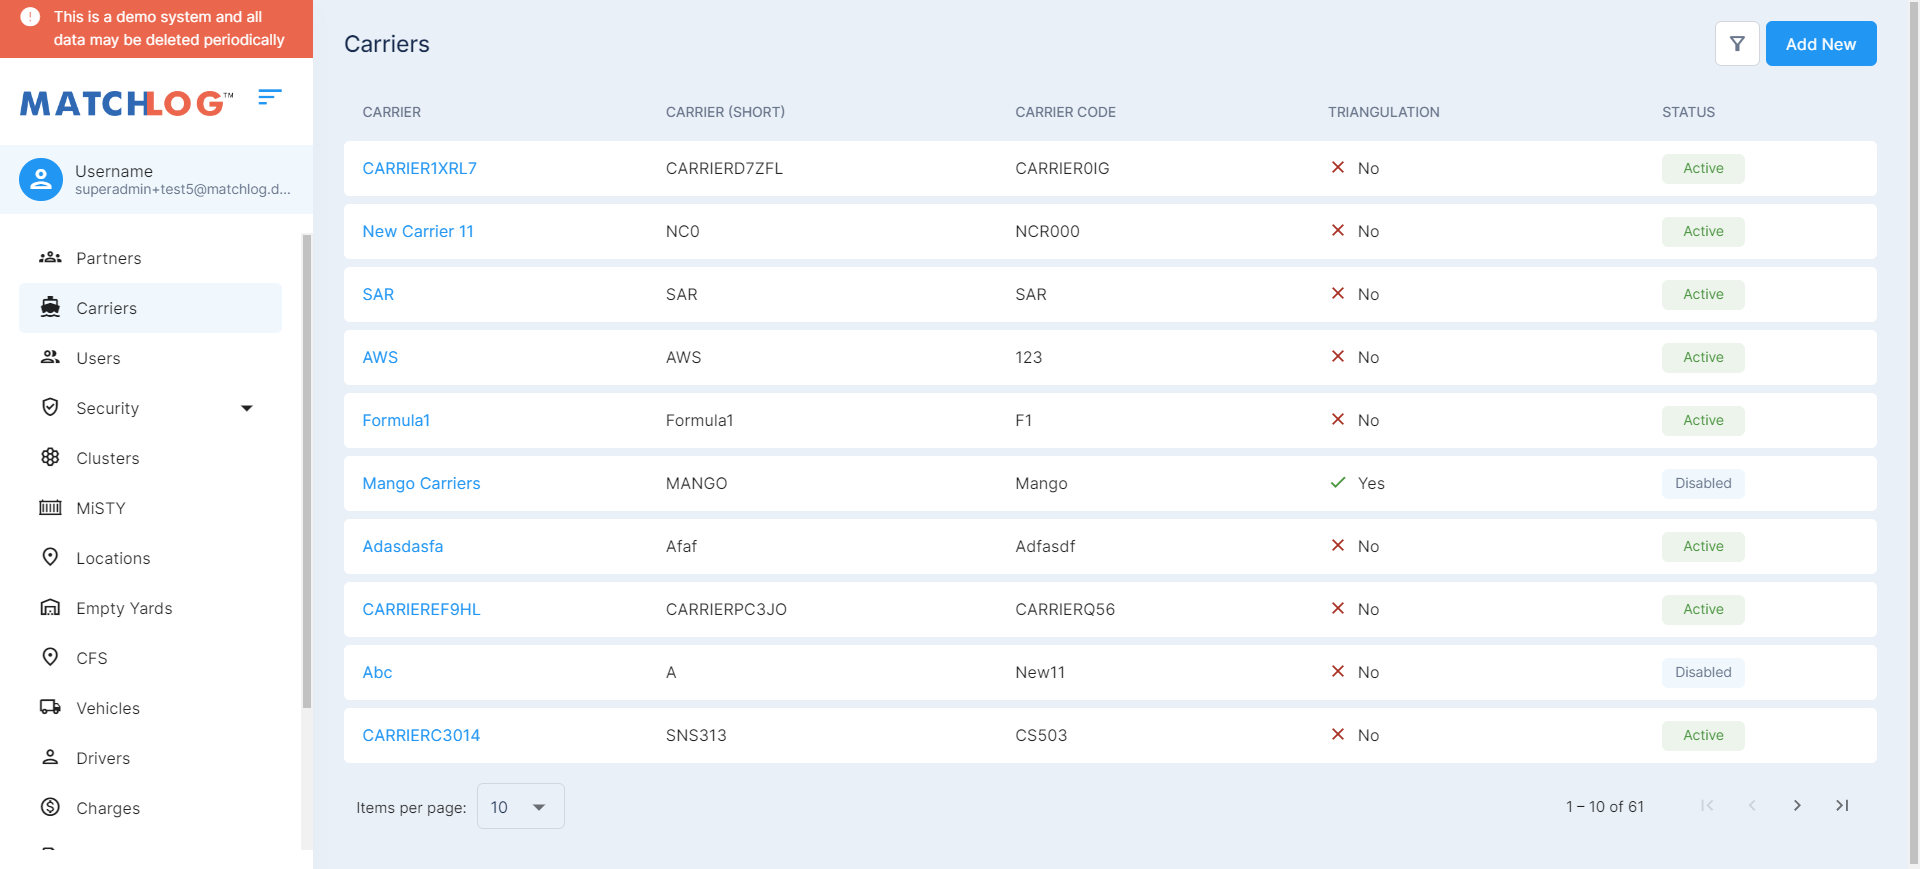 This is a demo system and all
data may be deleted periodically
MATCHLOG™
Username
superadmin+test5@matchlog.d...
Partners
Carriers
Users
Security
Clusters
MiSTY
Locations
Empty Yards
CFS
Vehicles
Drivers
Charges
Carriers
Add New
CARRIER CARRIER (SHORT) CARRIER CODE TRIANGULATION STATUS
CARRIER1XRL7 CARRIERD7ZFL CARRIER0IG No Active
New Carrier 11 NC0 NCR000 No Active
SAR SAR SAR No Active
AWS AWS 123 No Active
Formula1 Formula1 F1 No Active
Mango Carriers MANGO Mango Yes Disabled
Adasdasfa Afaf Adfasdf No Active
CARRIEREF9HL CARRIERPC3JO CARRIERQ56 No Active
Abc A New11 No Disabled
CARRIERC3014 SNS313 CS503 No Active
Items per page: 10 1 – 10 of 61